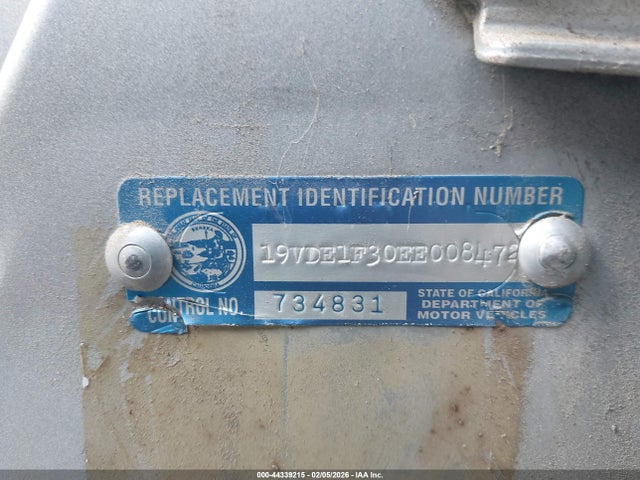 REPLACEMENT IDENTIFICATION NUMBER
19VDE1F30EE008472
CONTROL NO.
734831
STATE OF CALIFOR
DEPARTMENT OF
MOTOR VEHICLES
000-44339215 - 02/05/2026 - IAA Inc.